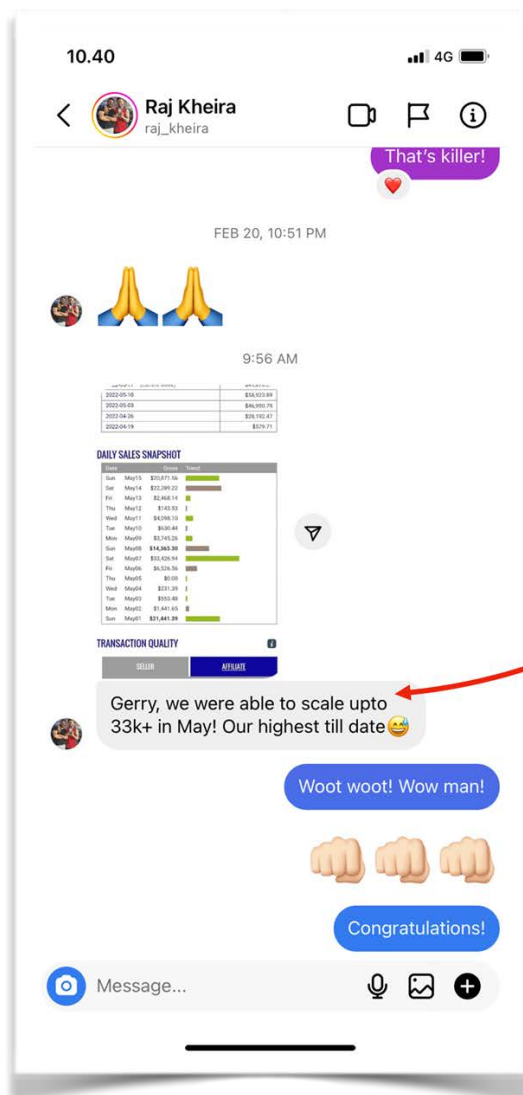 10.40
4G
Raj Kheira
raj_kheira
That's killer!
FEB 20, 10:51 PM
9:56 AM
2022-05-10 $58,923.89
2022-05-03 $46,950.79
2022-04-26 $28,192.47
2022-04-19 $579.71
DAILY SALES SNAPSHOT
Date Gross Trend
Sun May15 $20,871.56
Sat May14 $22,289.22
Fri May13 $2,468.14
Thu May12 $143.93
Wed May11 $4,098.10
Tue May10 $630.44
Mon May09 $3,745.26
Sun May08 $14,363.30
Sat May07 $33,426.94
Fri May06 $6,526.56
Thu May05 $0.00
Wed May04 $231.39
Tue May03 $553.48
Mon May02 $1,441.65
Sun May01 $21,441.39
TRANSACTION QUALITY
SELLER AFFILIATE
Gerry, we were able to scale upto
33k+ in May! Our highest till date😅
Woot woot! Wow man!
Congratulations!
Message...